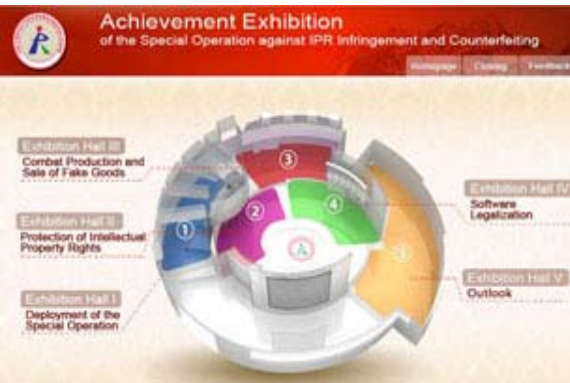 Achievement Exhibition
of the Special Operation against IPR Infringement and Counterfeiting
Homepage Closing Feedback
Exhibition Hall III
Combat Production and
Sale of Fake Goods
Exhibition Hall II
Protection of Intellectual
Property Rights
Exhibition Hall I
Deployment of the
Special Operation
1
2
3
4
5
Exhibition Hall IV
Software
Legalization
Exhibition Hall V
Outlook